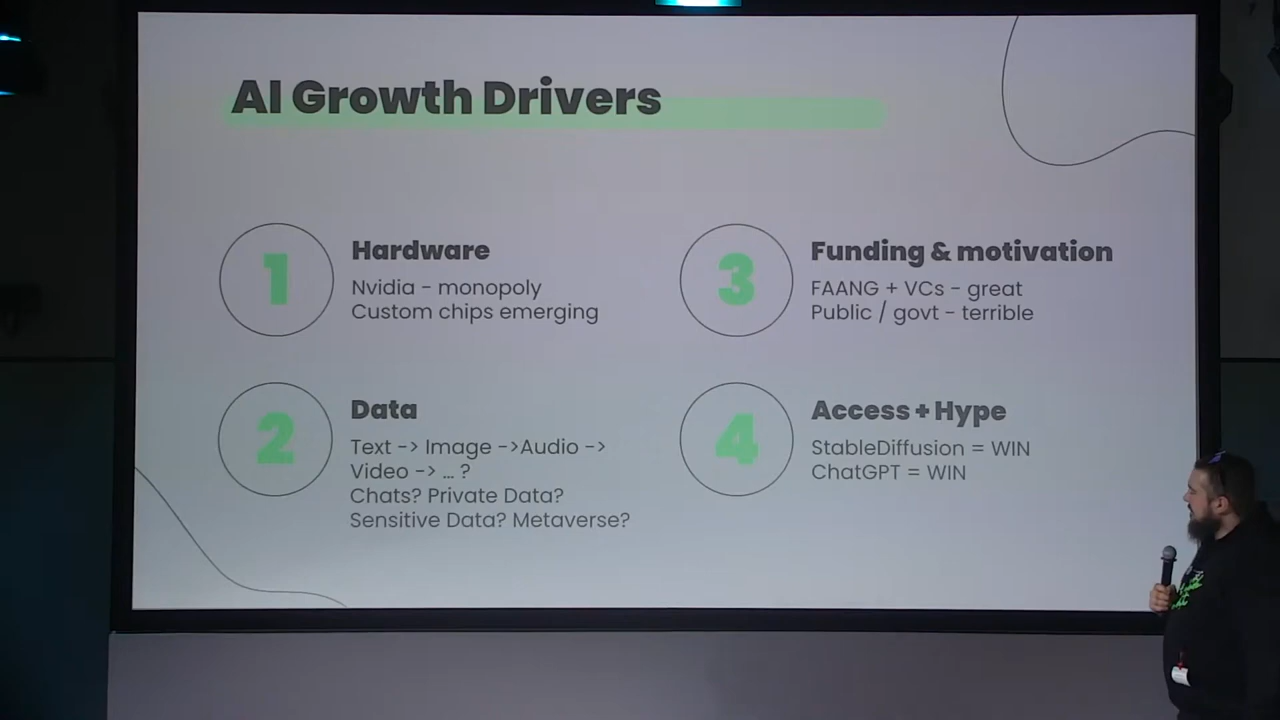 AI Growth Drivers
1
Hardware
Nvidia - monopoly
Custom chips emerging
2
Data
Text -> Image ->Audio ->
Video -> ... ?
Chats? Private Data?
Sensitive Data? Metaverse?
3
Funding & motivation
FAANG + VCs - great
Public / govt - terrible
4
Access + Hype
StableDiffusion = WIN
ChatGPT = WIN